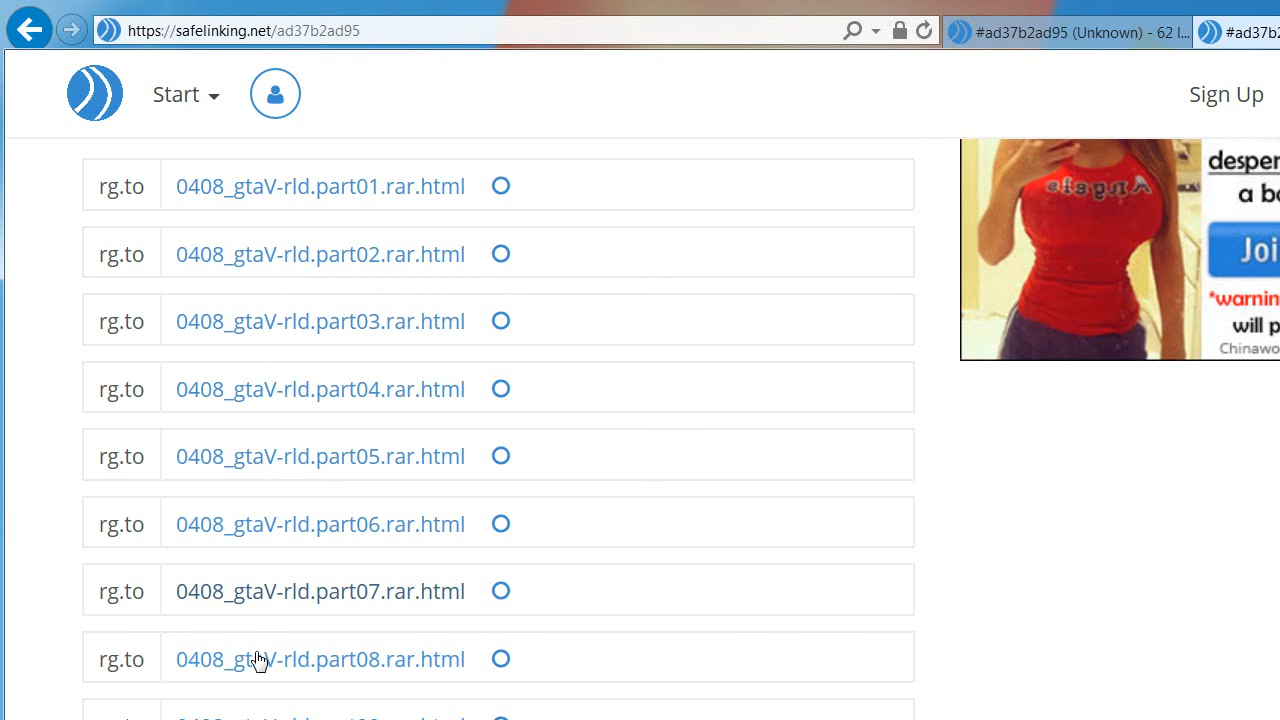 https://safelinking.net/ad37b2ad95
#ad37b2ad95 (Unknown) - 62 l...
#ad37b2
Start
Sign Up
rg.to 0408_gtaV-rld.part01.rar.html
rg.to 0408_gtaV-rld.part02.rar.html
rg.to 0408_gtaV-rld.part03.rar.html
rg.to 0408_gtaV-rld.part04.rar.html
rg.to 0408_gtaV-rld.part05.rar.html
rg.to 0408_gtaV-rld.part06.rar.html
rg.to 0408_gtaV-rld.part07.rar.html
rg.to 0408_gtaV-rld.part08.rar.html
desper
a bo
Joi
*warnin
will p
Chinawo